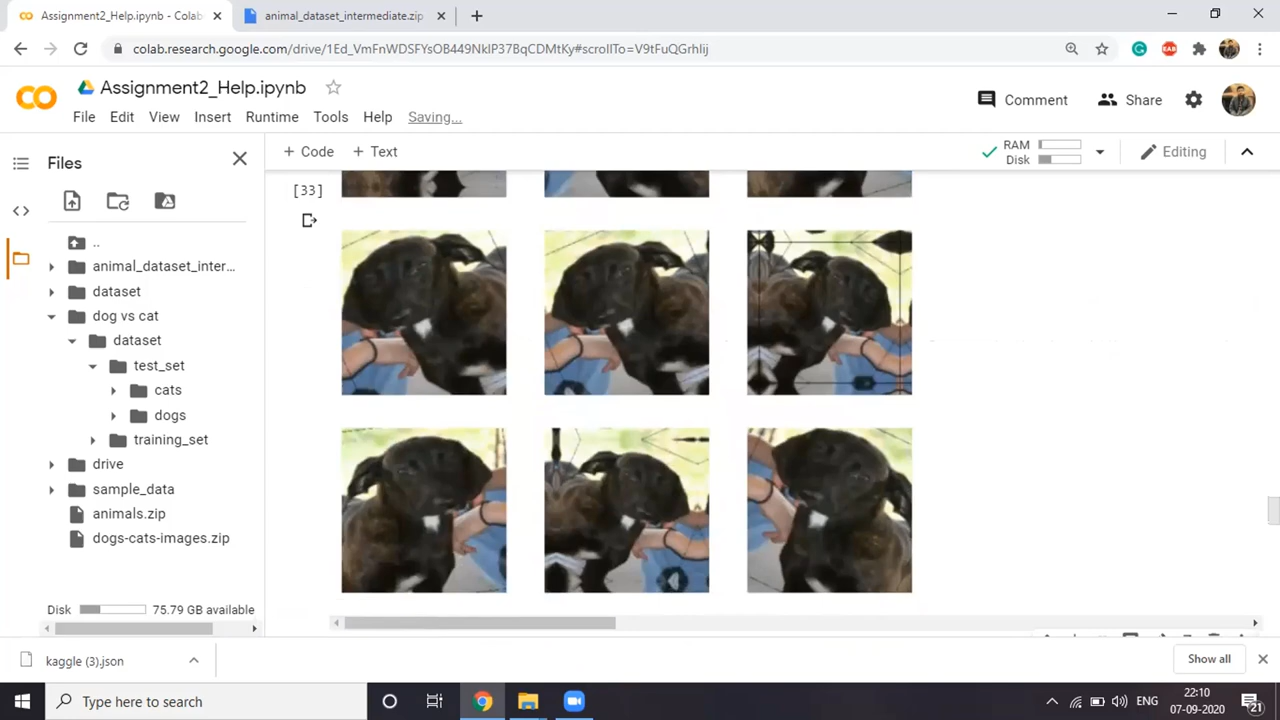 Assignment2_Help.ipynb - Colab
animal_dataset_intermediate.zip
colab.research.google.com/drive/1Ed_VmFnWDSFYsOB449NkIP37BqCDMtKy#scrollTo=V9tFuQGrhlij
Assignment2_Help.ipynb
Comment
Share
File Edit View Insert Runtime Tools Help Saving...
Files
+ Code + Text
RAM
Disk
Editing
[33]
..
animal_dataset_inter...
dataset
dog vs cat
dataset
test_set
cats
dogs
training_set
drive
sample_data
animals.zip
dogs-cats-images.zip
Disk 75.79 GB available
kaggle (3).json
Show all
Type here to search
ENG
22:10
07-09-2020
21